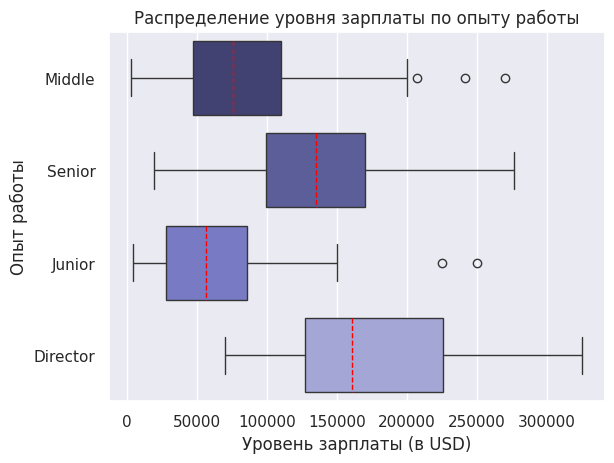 Распределение уровня зарплаты по опыту работы
Опыт работы
Middle
Senior
Junior
Director
0
50000
100000
150000
200000
250000
300000
Уровень зарплаты (в USD)